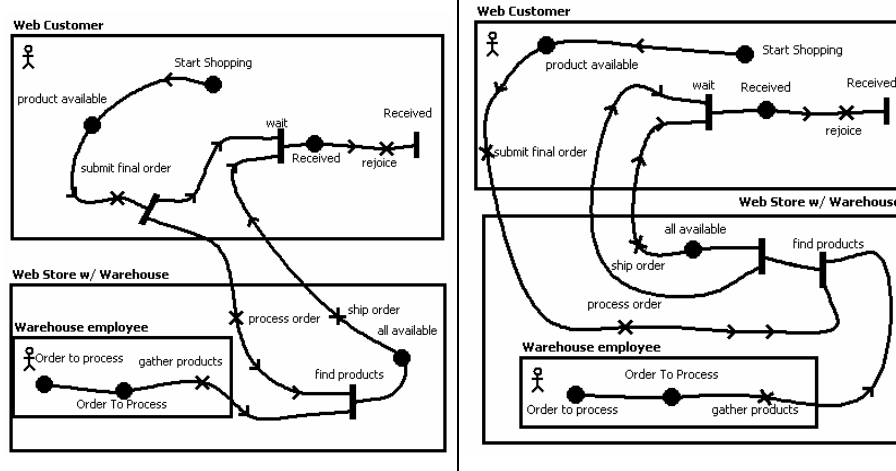 Web Customer
Start Shopping
product available
Received
wait
submit final order
Received
rejoice
Web Store w/ Warehouse
process order
ship order
all available
Warehouse employee
Order to process
gather products
find products
Order To Process
Web Customer
Start Shopping
product available
wait
Received
Received
rejoice
submit final order
Web Store w/ Warehouse
all available
find products
ship order
process order
Warehouse employee
Order To Process
Order to process
gather products